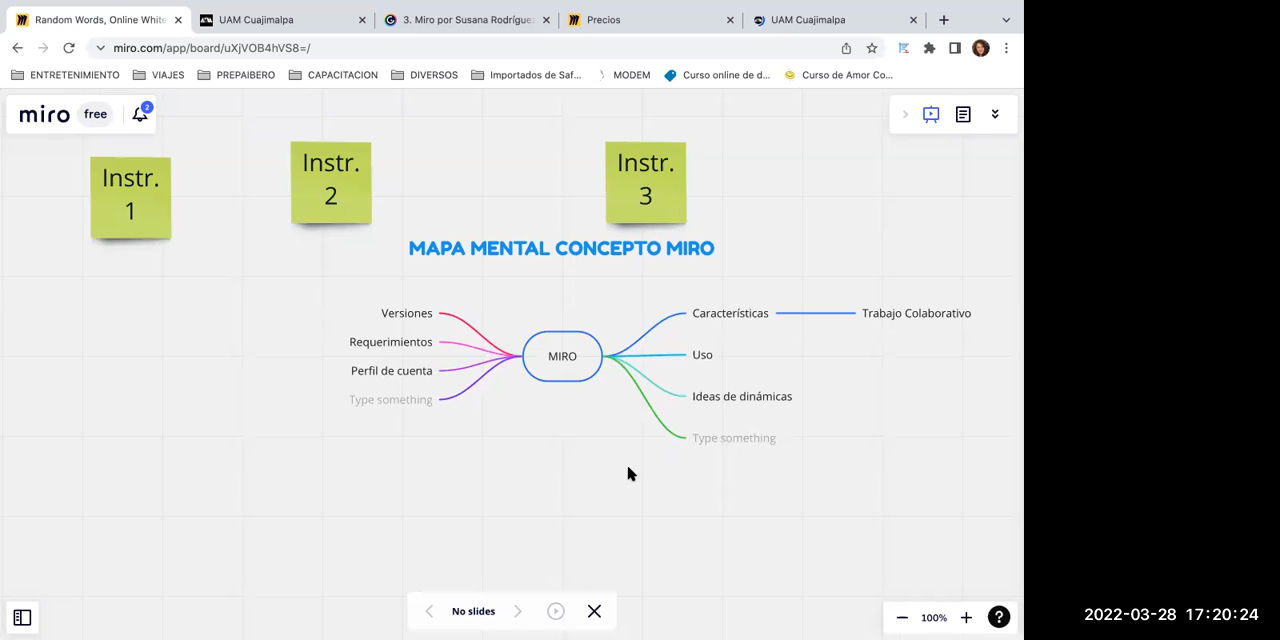 Random Words, Online White
UAM Cuajimalpa
3. Miro por Susana Rodrígue
Precios
UAM Cuajimalpa
miro.com/app/board/uXjVOB4hVS8=/
ENTRETENIMIENTO
VIAJES
PREPAIBERO
CAPACITACION
DIVERSOS
Importados de Saf...
MODEM
Curso online de d...
Curso de Amor Co...
miro
free
2
Instr.
1
Instr.
2
Instr.
3
MAPA MENTAL CONCEPTO MIRO
Versiones
Requerimientos
Perfil de cuenta
Type something
MIRO
Características
Trabajo Colaborativo
Uso
Ideas de dinámicas
Type something
No slides
100%
?
2022-03-28 17:20:24